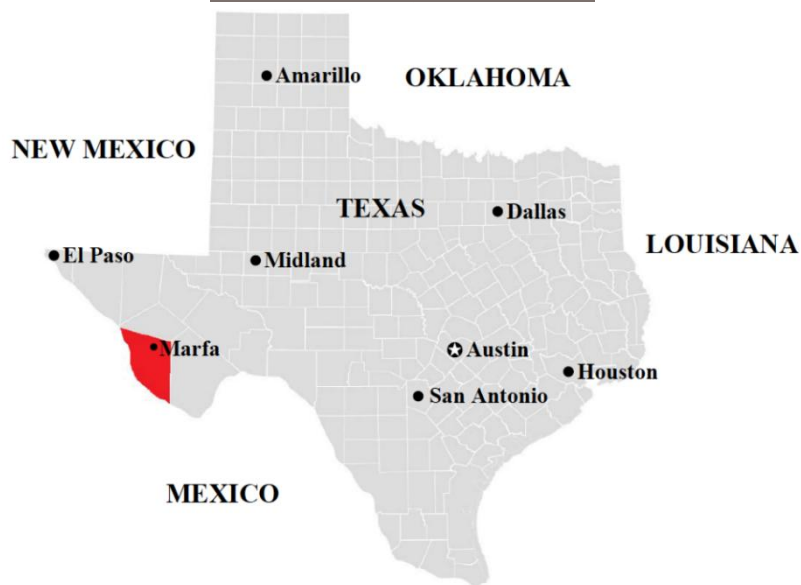 Amarillo
OKLAHOMA
NEW MEXICO
TEXAS
Dallas
LOUISIANA
El Paso
Midland
Marfa
Austin
Houston
San Antonio
MEXICO